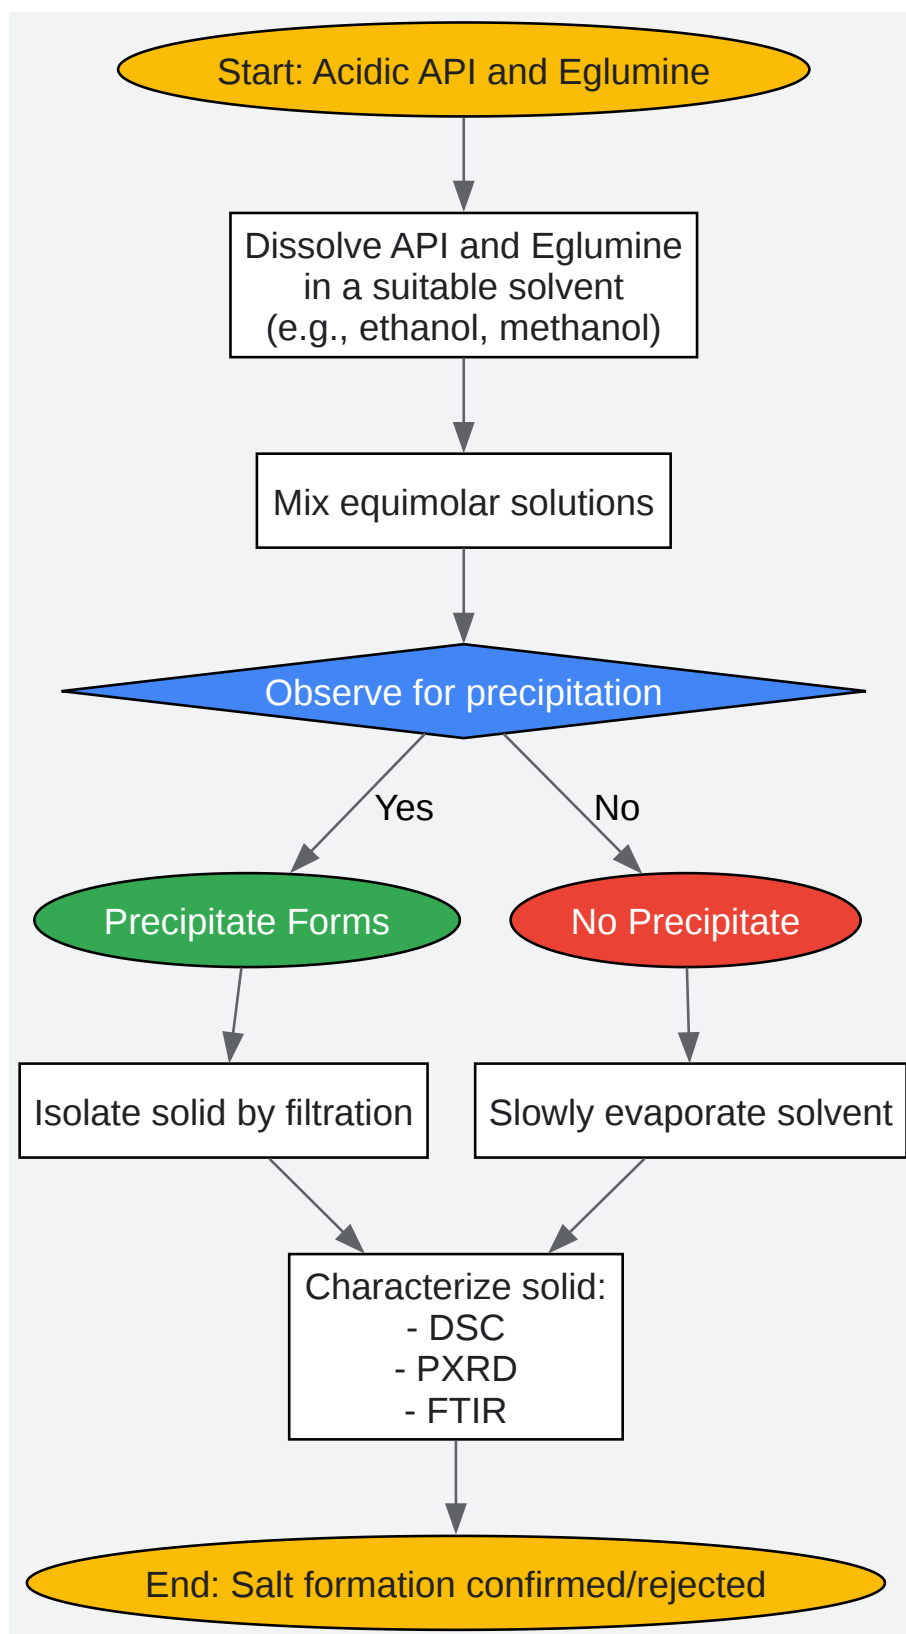 Start: Acidic API and Eglumine
Dissolve API and Eglumine
in a suitable solvent
(e.g., ethanol, methanol)
Mix equimolar solutions
Observe for precipitation
Yes
No
Precipitate Forms
No Precipitate
Isolate solid by filtration
Slowly evaporate solvent
Characterize solid:
- DSC
- PXRD
- FTIR
End: Salt formation confirmed/rejected